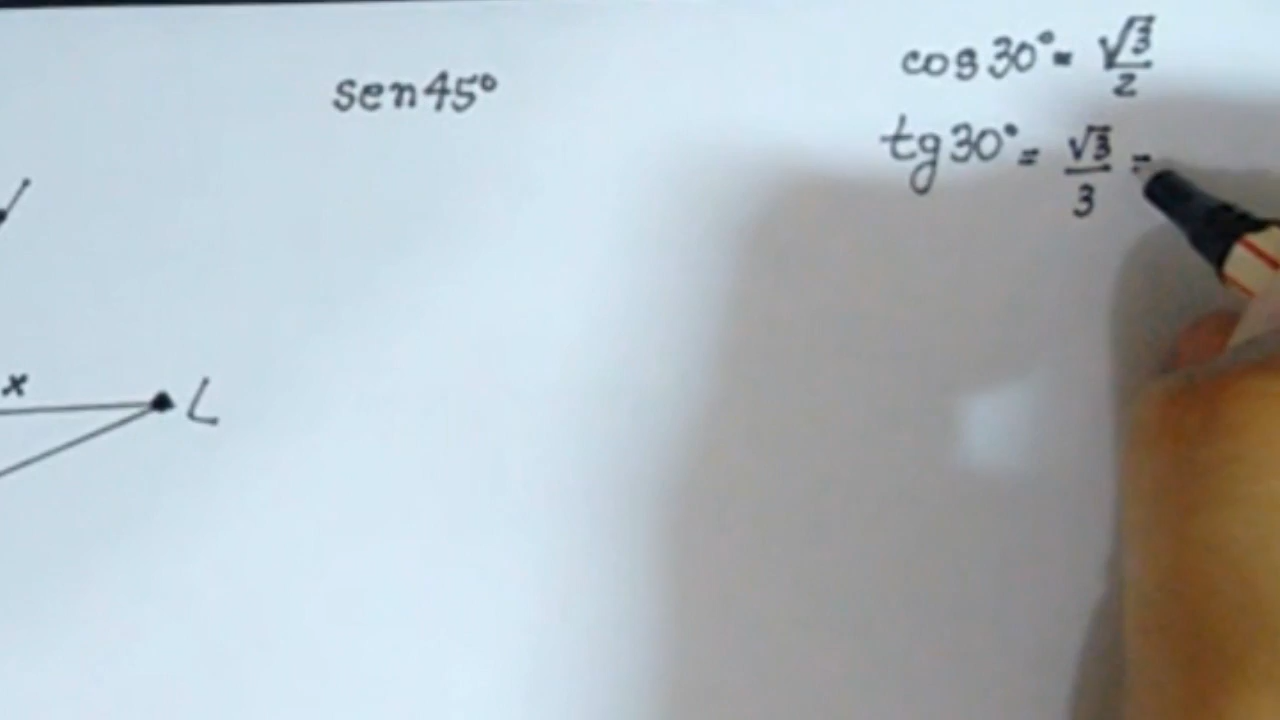 sen45°
cos30° = √3/2
tg30° = √3/3 =
x
L